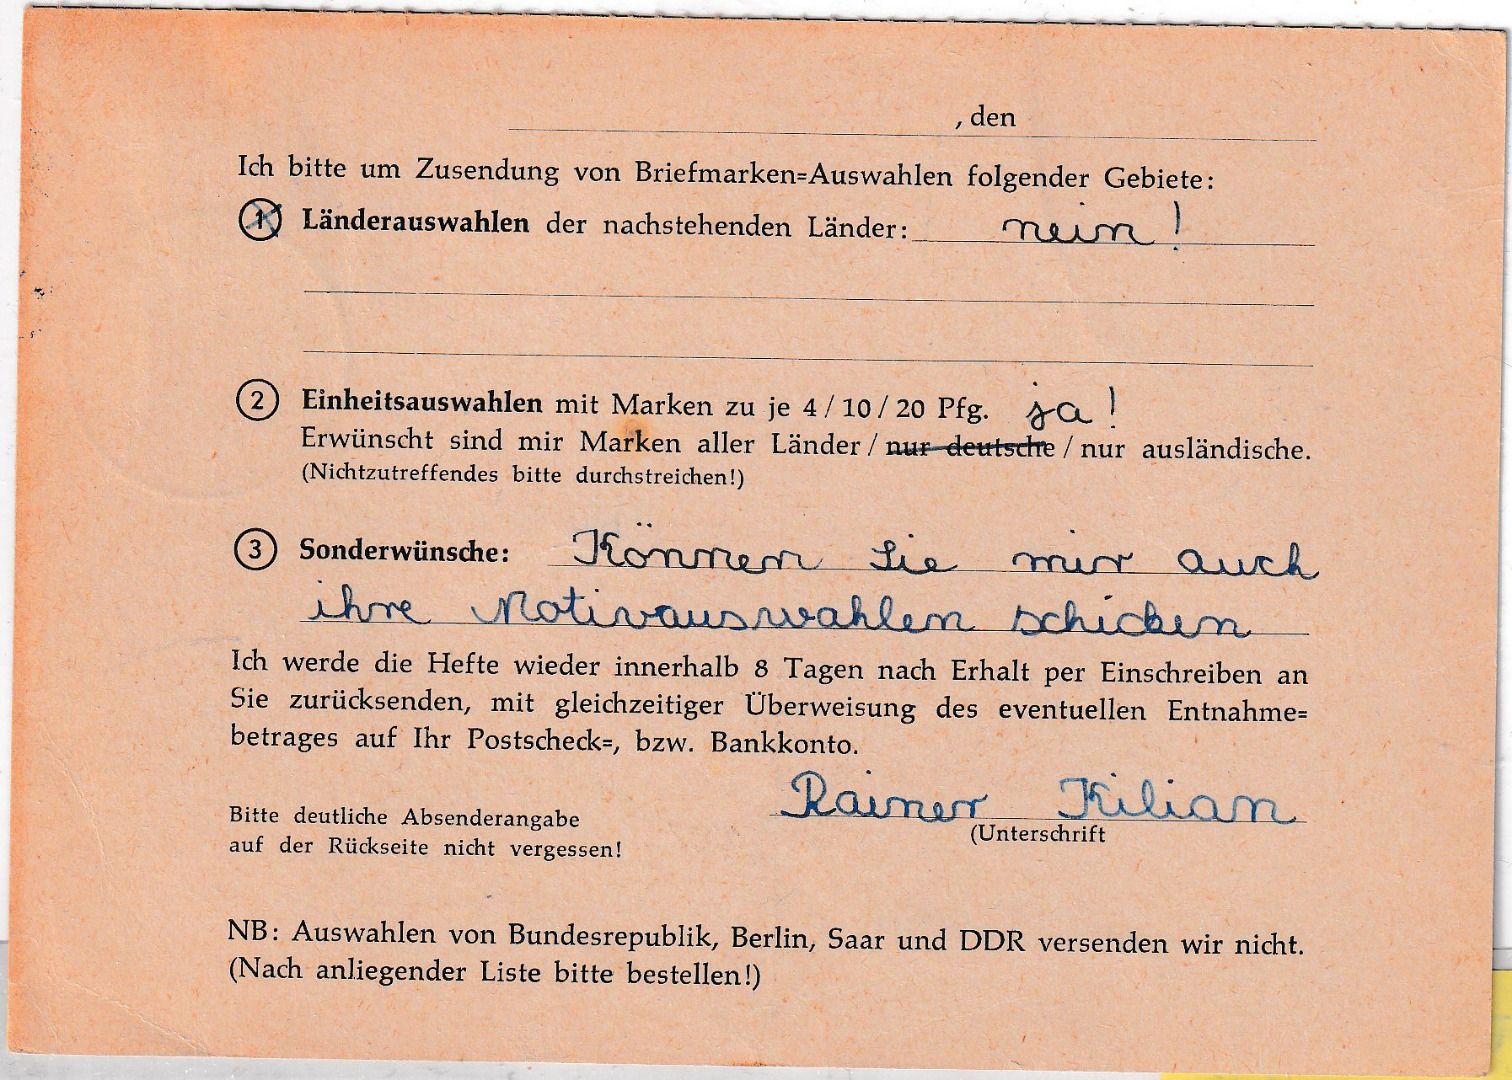 , den
Ich bitte um Zusendung von Briefmarken=Auswahlen folgender Gebiete:
1 Länderauswahlen der nachstehenden Länder: nein!
2 Einheitsauswahlen mit Marken zu je 4 / 10 / 20 Pfg. ja!
Erwünscht sind mir Marken aller Länder / nur deutsche / nur ausländische.
(Nichtzutreffendes bitte durchstreichen!)
3 Sonderwünsche: Können Sie mir auch
ihre Motivauswahlen schicken
Ich werde die Hefte wieder innerhalb 8 Tagen nach Erhalt per Einschreiben an
Sie zurücksenden, mit gleichzeitiger Überweisung des eventuellen Entnahme=
betrages auf Ihr Postscheck=, bzw. Bankkonto.
Rainer Kilian
(Unterschrift
Bitte deutliche Absenderangabe
auf der Rückseite nicht vergessen!
NB: Auswahlen von Bundesrepublik, Berlin, Saar und DDR versenden wir nicht.
(Nach anliegender Liste bitte bestellen!)